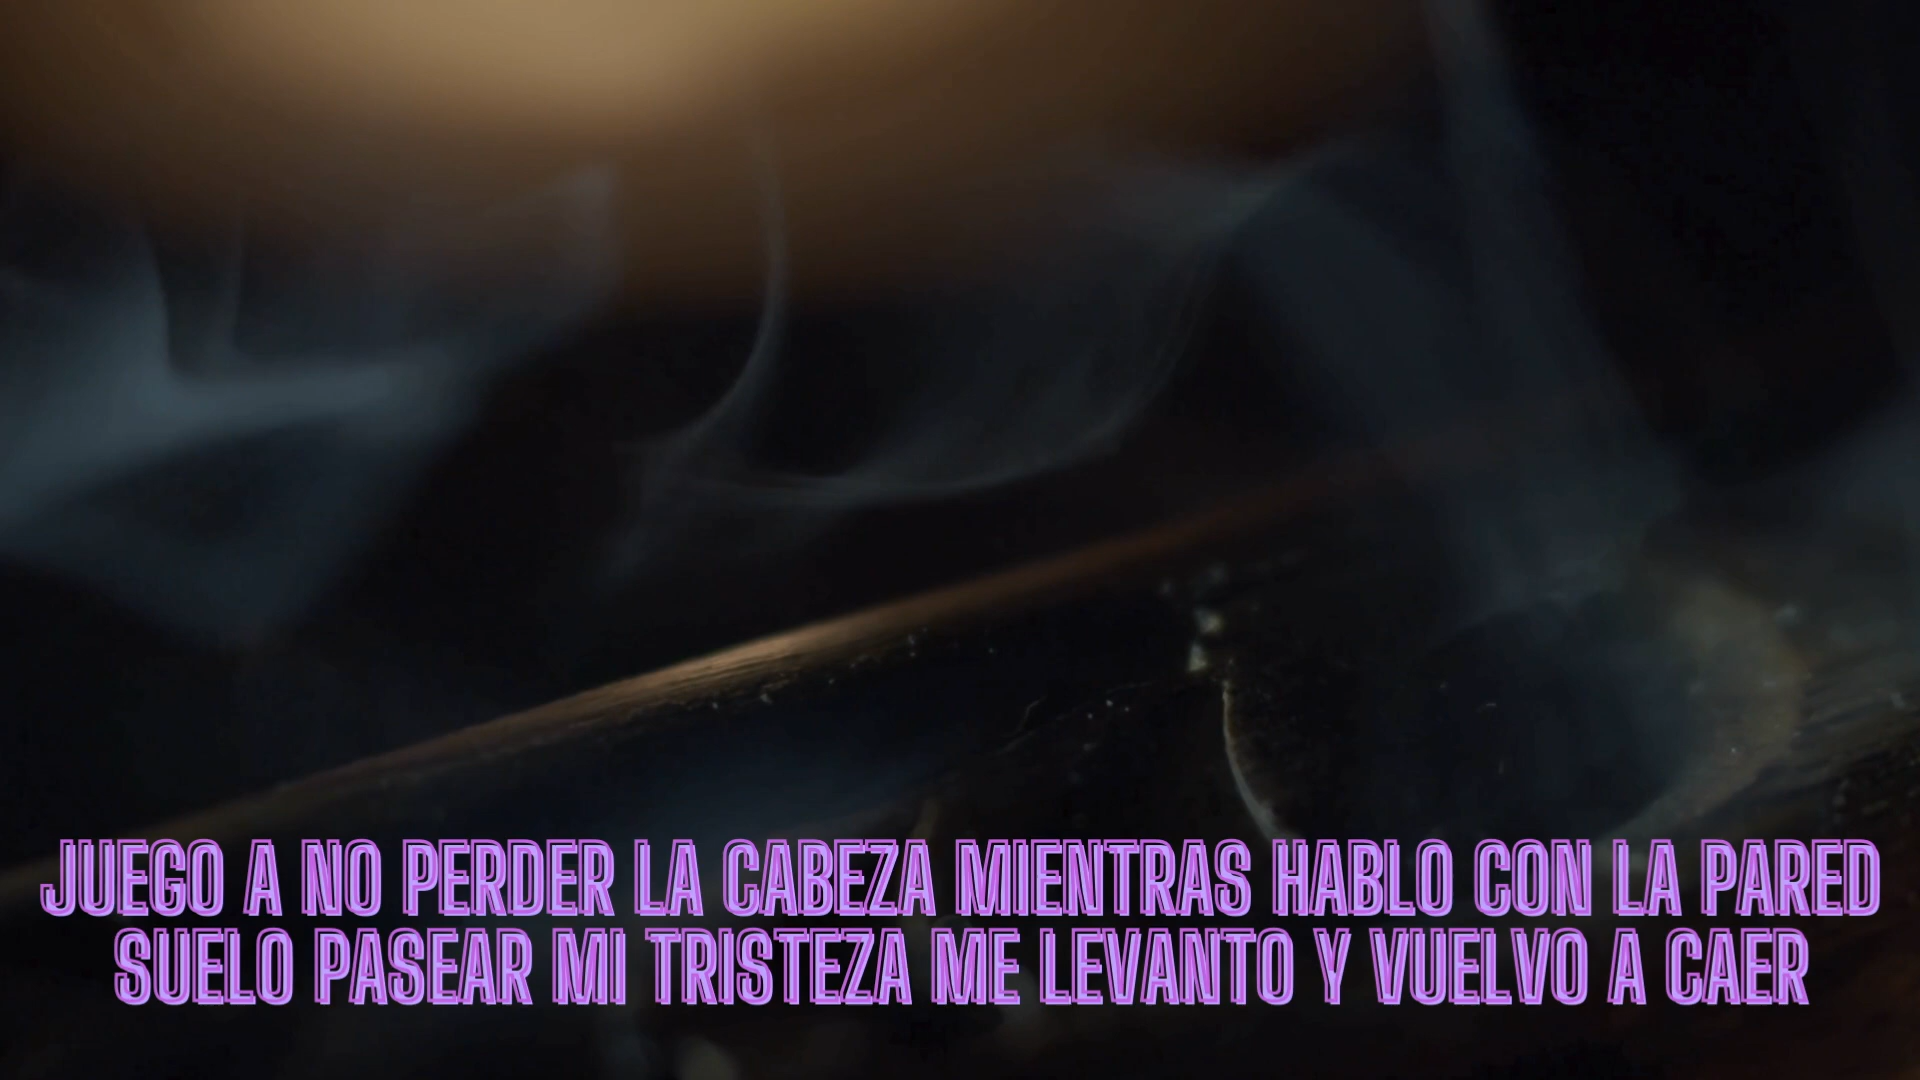 JUEGO A NO PERDER LA CABEZA MIENTRAS HABLO CON LA PARED
SUELO PASEAR MI TRISTEZA ME LEVANTO Y VUELVO A CAER